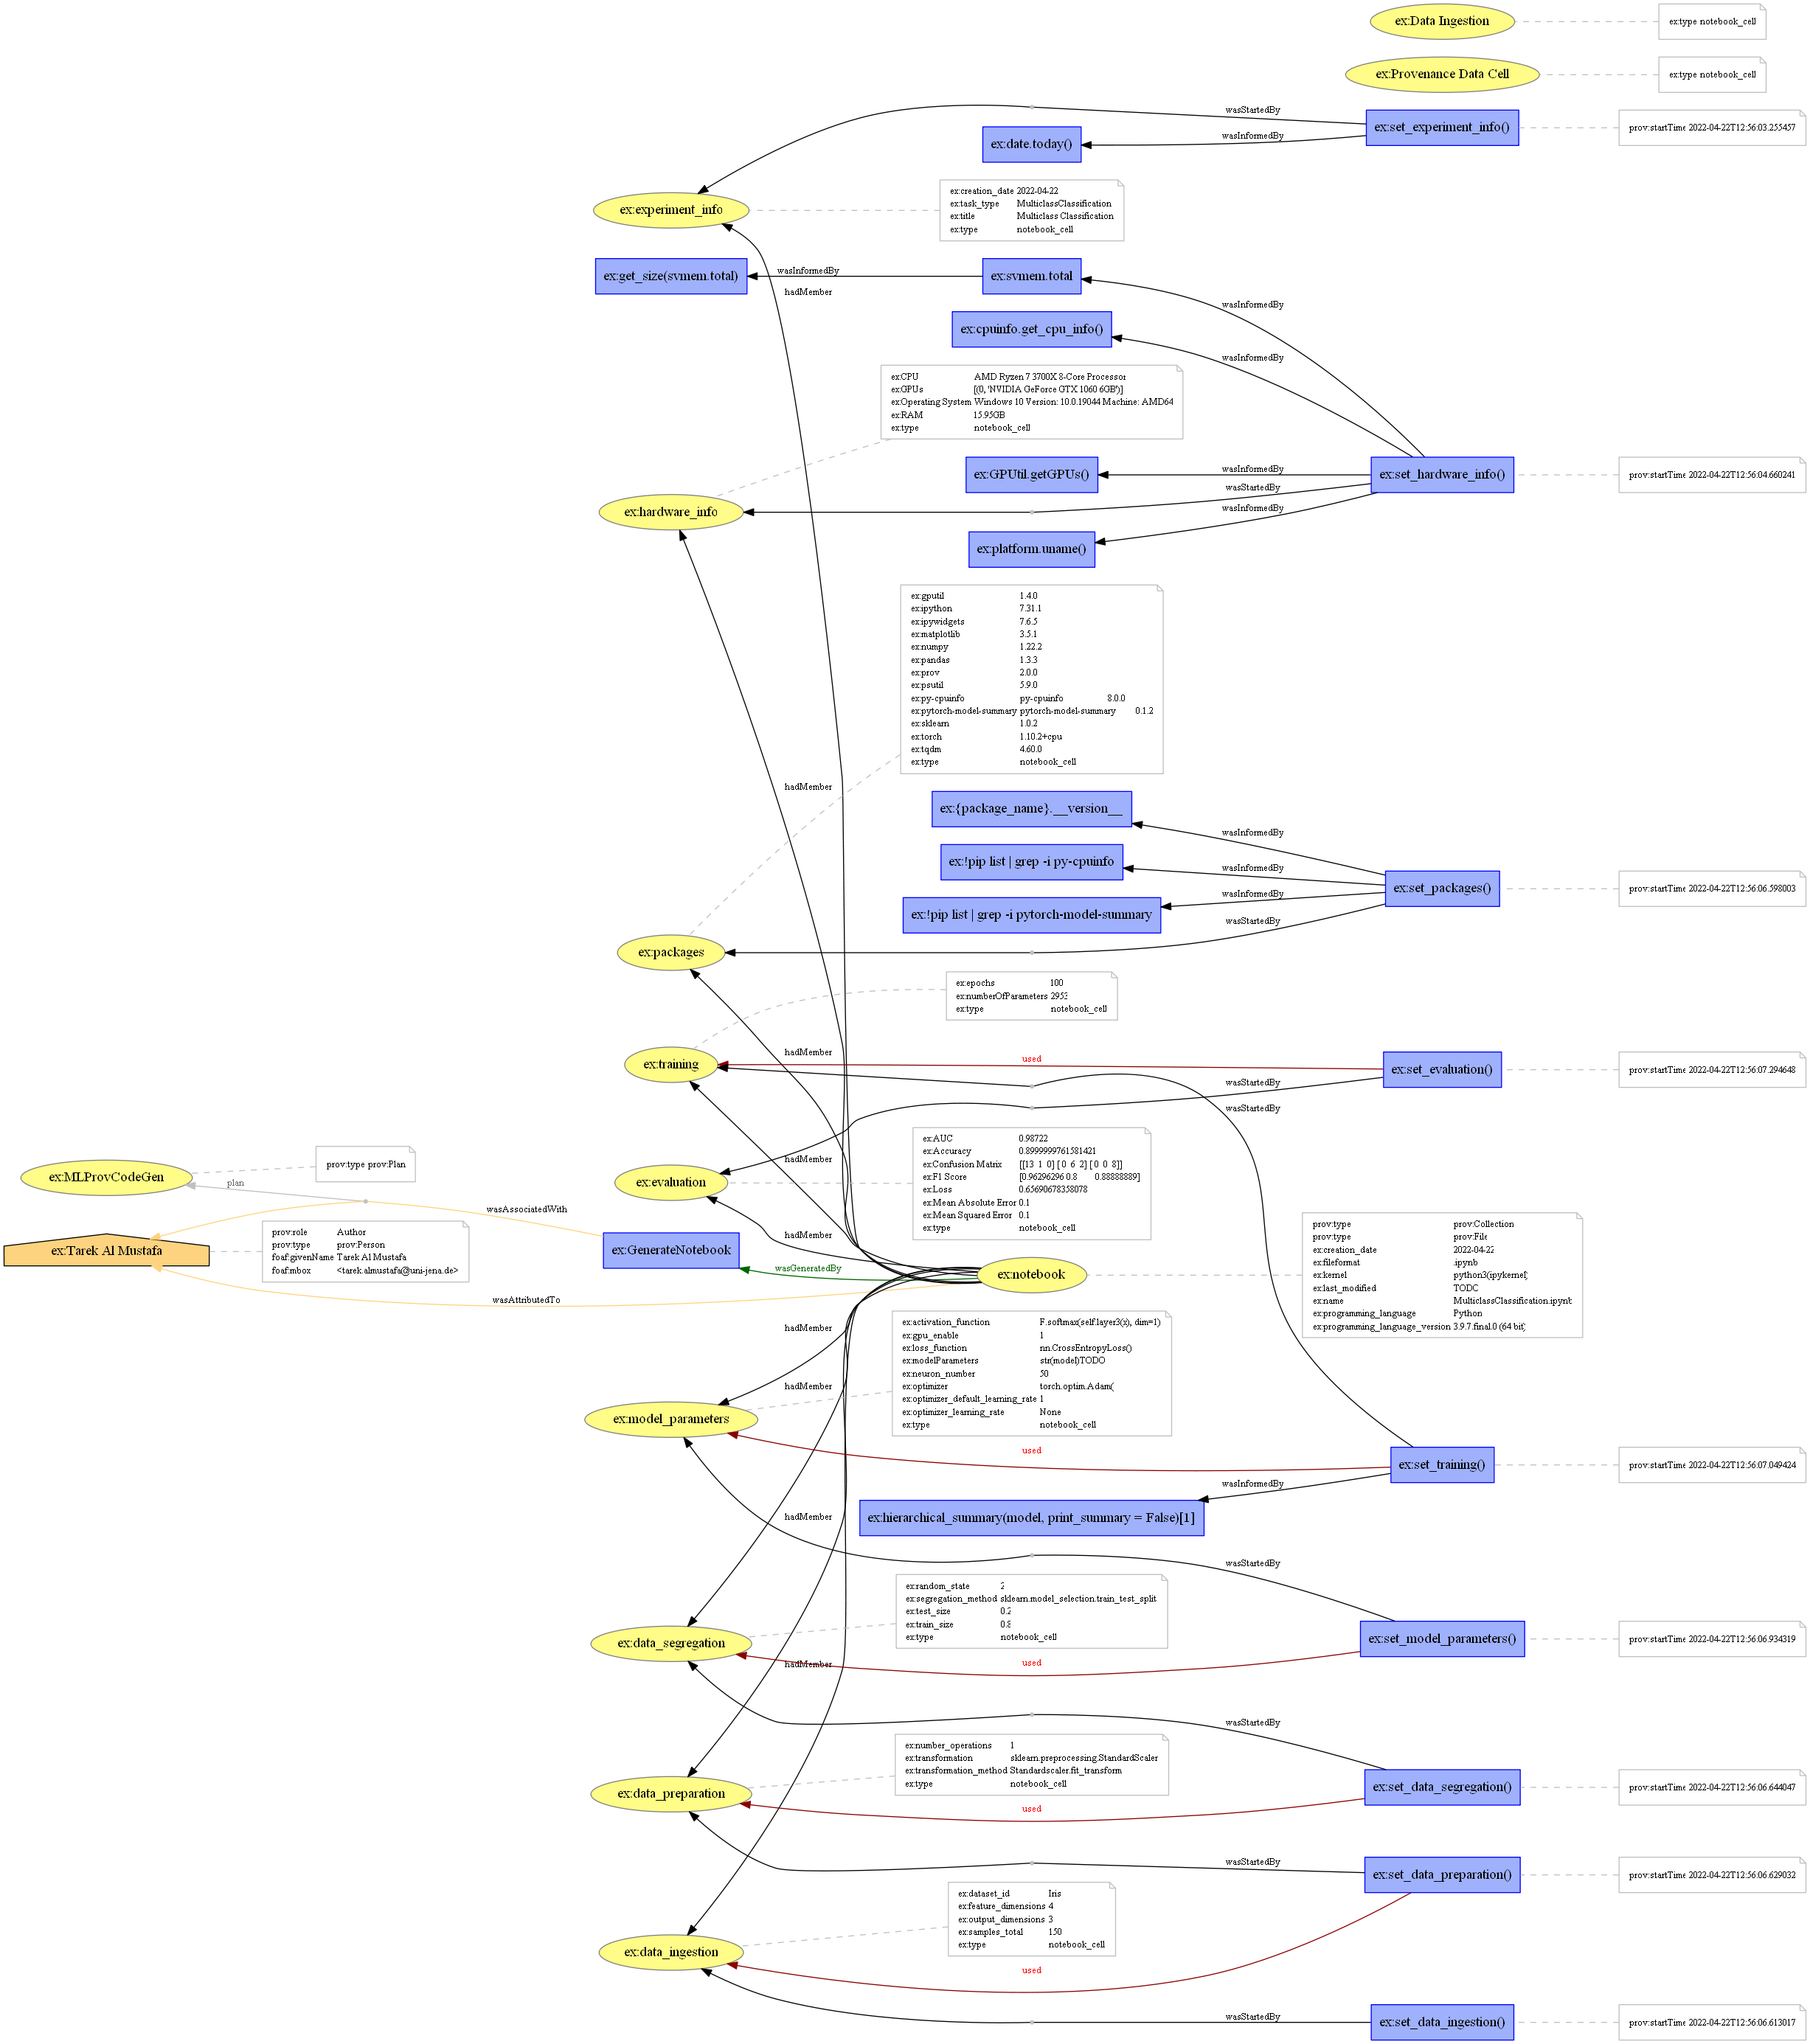 ex:Data Ingestion
ex:type notebook_cell
ex:Provenance Data Cell
ex:type notebook_cell
wasStartedBy
ex:set_experiment_info()
prov:startTime 2022-04-22T12:56:03.255457
wasInformedBy
ex:date.today()
ex:experiment_info
ex:creation_date 2022-04-22
ex:task_type MulticlassClassification
ex:title Multiclass Classification
ex:type notebook_cell
ex:get_size(svmem.total)
wasInformedBy
ex:svmem.total
hadMember
wasInformedBy
ex:cpuinfo.get_cpu_info()
wasInformedBy
ex:CPU AMD Ryzen 7 3700X 8-Core Processor
ex:GPUs [(0, 'NVIDIA GeForce GTX 1060 6GB')]
ex:Operating System Windows 10 Version: 10.0.19044 Machine: AMD64
ex:RAM 15.95GB
ex:type notebook_cell
ex:GPUtil.getGPUs()
wasInformedBy
ex:set_hardware_info()
prov:startTime 2022-04-22T12:56:04.660241
wasStartedBy
ex:hardware_info
wasInformedBy
ex:platform.uname()
ex:gputil 1.4.0
ex:ipython 7.31.1
ex:ipywidgets 7.6.5
ex:matplotlib 3.5.1
ex:numpy 1.22.2
ex:pandas 1.3.3
ex:prov 2.0.0
ex:psutil 5.9.0
ex:py-cpuinfo py-cpuinfo 8.0.0
ex:pytorch-model-summary pytorch-model-summary 0.1.2
ex:sklearn 1.0.2
ex:torch 1.10.2+cpu
ex:tqdm 4.60.0
ex:type notebook_cell
hadMember
ex:{package_name}.__version__
wasInformedBy
ex:!pip list | grep -i py-cpuinfo
wasInformedBy
ex:set_packages()
prov:startTime 2022-04-22T12:56:06.598003
wasInformedBy
ex:!pip list | grep -i pytorch-model-summary
wasStartedBy
ex:packages
ex:epochs 100
ex:numberOfParameters 2953
ex:type notebook_cell
hadMember
ex:training
used
ex:set_evaluation()
prov:startTime 2022-04-22T12:56:07.294648
wasStartedBy
wasStartedBy
ex:AUC 0.98722
ex:Accuracy 0.8999999761581421
ex:Confusion Matrix [[13 1 0] [ 0 6 2] [ 0 0 8]]
ex:F1 Score [0.96296296 0.8 0.88888889]
ex:Loss 0.65690678358078
ex:Mean Absolute Error 0.1
ex:Mean Squared Error 0.1
ex:type notebook_cell
hadMember
ex:evaluation
ex:MLProvCodeGen
prov:type prov:Plan
plan
wasAssociatedWith
ex:Tarek Al Mustafa
prov:role Author
prov:type prov:Person
foaf:givenName Tarek Al Mustafa
foaf:mbox <tarek.almustafa@uni-jena.de>
hadMember
ex:GenerateNotebook
wasGeneratedBy
ex:notebook
wasAttributedTo
prov:type prov:Collection
prov:type prov:File
ex:creation_date 2022-04-22
ex:fileformat .ipynb
ex:kernel python3(ipykernel)
ex:last_modified TODO
ex:name MulticlassClassification.ipynb
ex:programming_language Python
ex:programming_language_version 3.9.7.final.0 (64 bit)
hadMember
ex:activation_function F.softmax(self.layer3(x), dim=1)
ex:gpu_enable 1
ex:loss_function nn.CrossEntropyLoss()
ex:modelParameters str(model)TODO
ex:neuron_number 50
ex:optimizer torch.optim.Adam(
ex:optimizer_default_learning_rate 1
ex:optimizer_learning_rate None
ex:type notebook_cell
hadMember
ex:model_parameters
used
ex:set_training()
prov:startTime 2022-04-22T12:56:07.049424
wasInformedBy
ex:hierarchical_summary(model, print_summary = False)[1]
hadMember
wasStartedBy
ex:random_state 2
ex:segregation_method sklearn.model_selection.train_test_split
ex:test_size 0.2
ex:train_size 0.8
ex:type notebook_cell
ex:data_segregation
ex:set_model_parameters()
prov:startTime 2022-04-22T12:56:06.934319
used
hadMember
wasStartedBy
ex:number_operations 1
ex:transformation sklearn.preprocessing.StandardScaler
ex:transformation_method Standardscaler.fit_transform
ex:type notebook_cell
ex:data_preparation
ex:set_data_segregation()
prov:startTime 2022-04-22T12:56:06.644047
used
wasStartedBy
ex:set_data_preparation()
prov:startTime 2022-04-22T12:56:06.629032
ex:dataset_id Iris
ex:feature_dimensions 4
ex:output_dimensions 3
ex:samples_total 150
ex:type notebook_cell
ex:data_ingestion
used
wasStartedBy
ex:set_data_ingestion()
prov:startTime 2022-04-22T12:56:06.613017